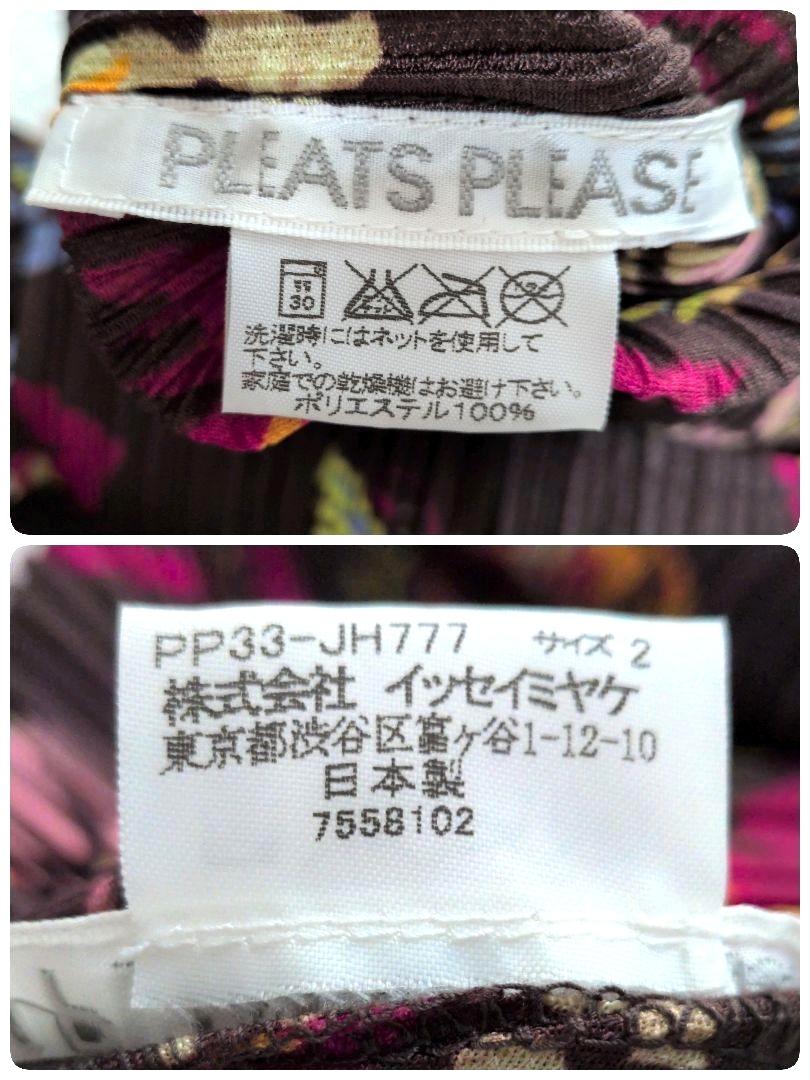 PLEATS PLEASE
30
洗濯時にはネットを使用して
下さい。
家庭での乾燥機はお避け下さい。
ポリエステル100%
PP33-JH777 サイズ 2
株式会社 イッセイミヤケ
東京都渋谷区富ヶ谷1-12-10
日本製
7558102